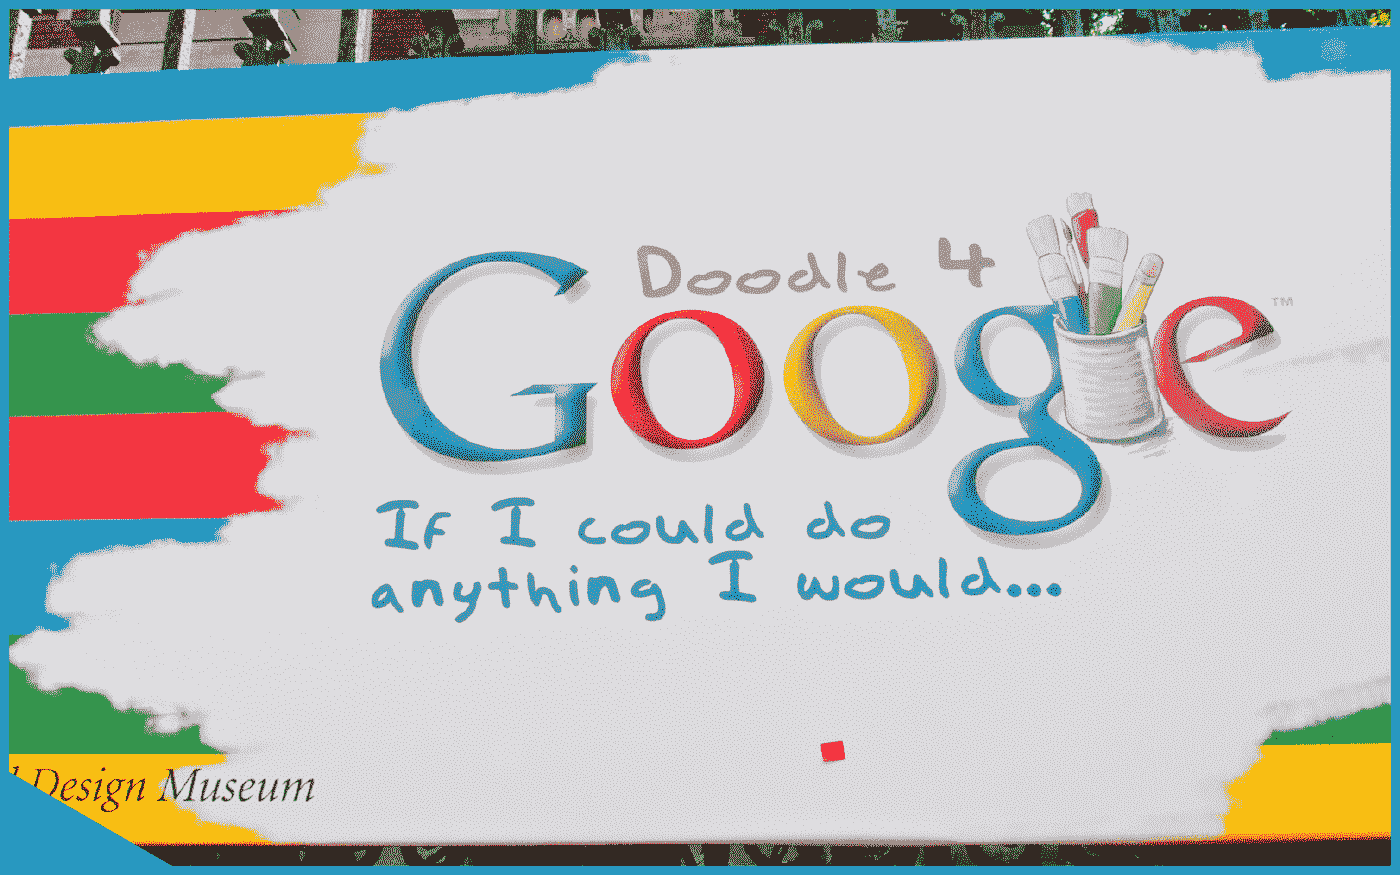 Doodle 4
Google ™
If I could do
anything I would...
Design Museum